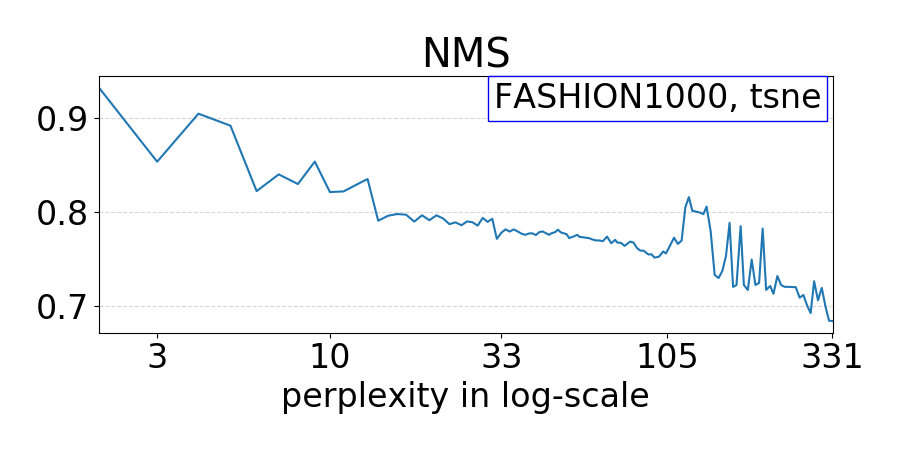 NMS
FASHION1000, tsne
0.9
0.8
0.7
3 10 33 105 331
perplexity in log-scale